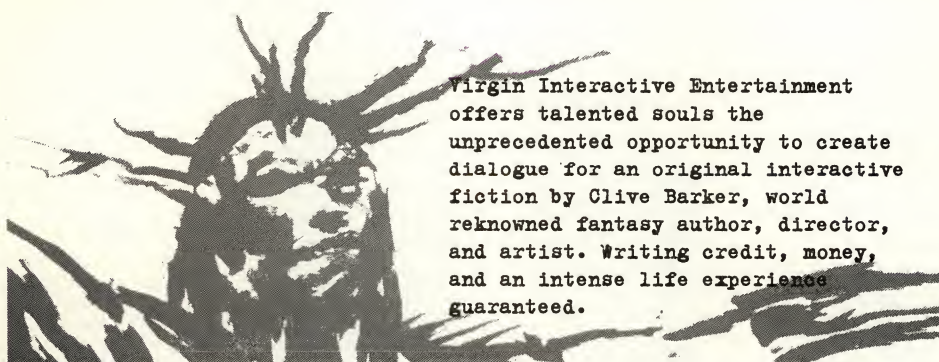 Virgin Interactive Entertainment
offers talented souls the
unprecedented opportunity to create
dialogue for an original interactive
fiction by Clive Barker, world
reknowned fantasy author, director,
and artist. Writing credit, money,
and an intense life experience
guaranteed.